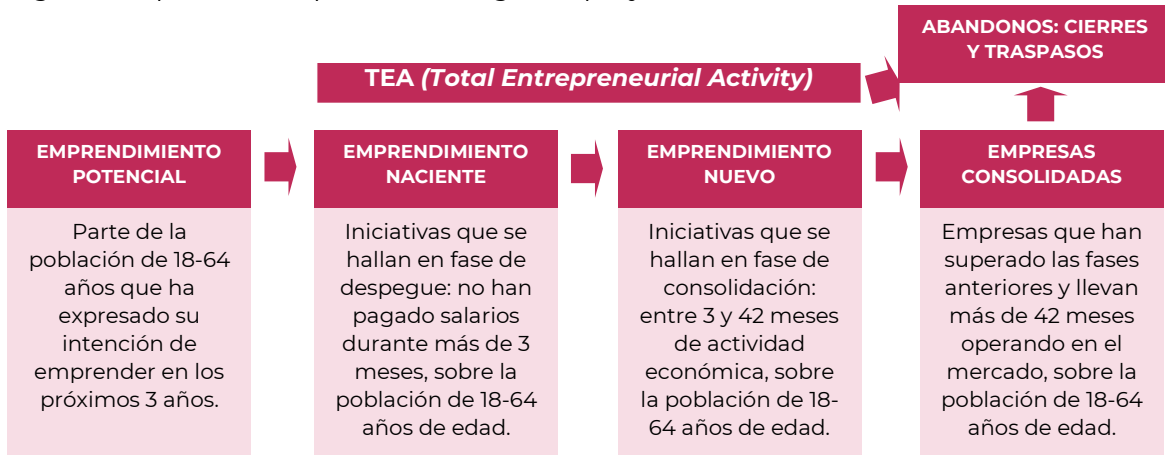 ABANDONOS: CIERRES
Y TRASPASOS
TEA (Total Entrepreneurial Activity)
EMPRENDIMIENTO
POTENCIAL
Parte de la
población de 18-64
años que ha
expresado su
intención de
emprender en los
próximos 3 años.
EMPRENDIMIENTO
NACIENTE
Iniciativas que se
hallan en fase de
despegue: no han
pagado salarios
durante más de 3
meses, sobre la
población de 18-64
años de edad.
EMPRENDIMIENTO
NUEVO
Iniciativas que se
hallan en fase de
consolidación:
entre 3 y 42 meses
de actividad
económica, sobre
la población de 18-
64 años de edad.
EMPRESAS
CONSOLIDADAS
Empresas que han
superado las fases
anteriores y llevan
más de 42 meses
operando en el
mercado, sobre la
población de 18-64
años de edad.